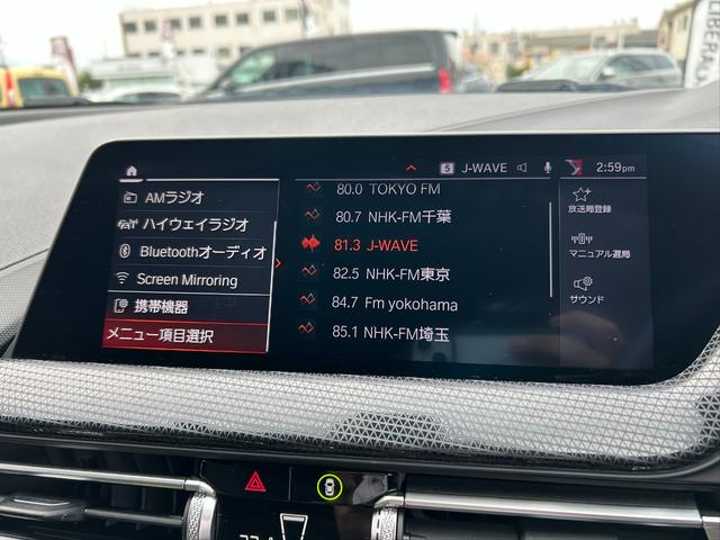 LIBERALA
J-WAVE
2:59pm
AMラジオ
ハイウェイラジオ
Bluetoothオーディオ
Screen Mirroring
携帯機器
メニュー項目選択
80.0 TOKYO FM
80.7 NHK-FM千葉
81.3 J-WAVE
82.5 NHK-FM東京
84.7 Fm yokohama
85.1 NHK-FM埼玉
放送局登録
マニュアル選局
サウンド